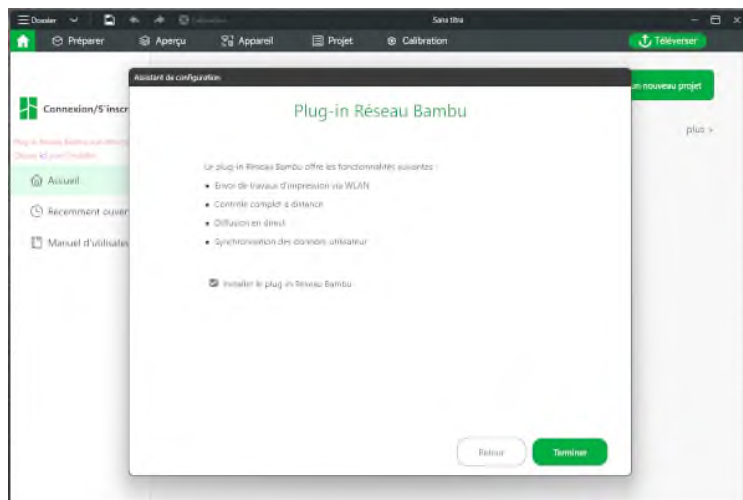 Dossier
Sans titre
Préparer
Aperçu
Appareil
Projet
Calibration
Téléverser
Assistant de configuration
un nouveau projet
Plug-in Réseau Bambu
Connexion/S'inscr
plus >
Le plug-in Réseau Bambu offre les fonctionnalités suivantes :
Accueil
• Envoi de travaux d'impression via WLAN
• Contrôle complet à distance
Récemment ouver
• Diffusion en direct
• Synchronisation des données utilisateur
Manuel d'utilisate
Installer le plug-in Réseau Bambu
Retour
Terminer